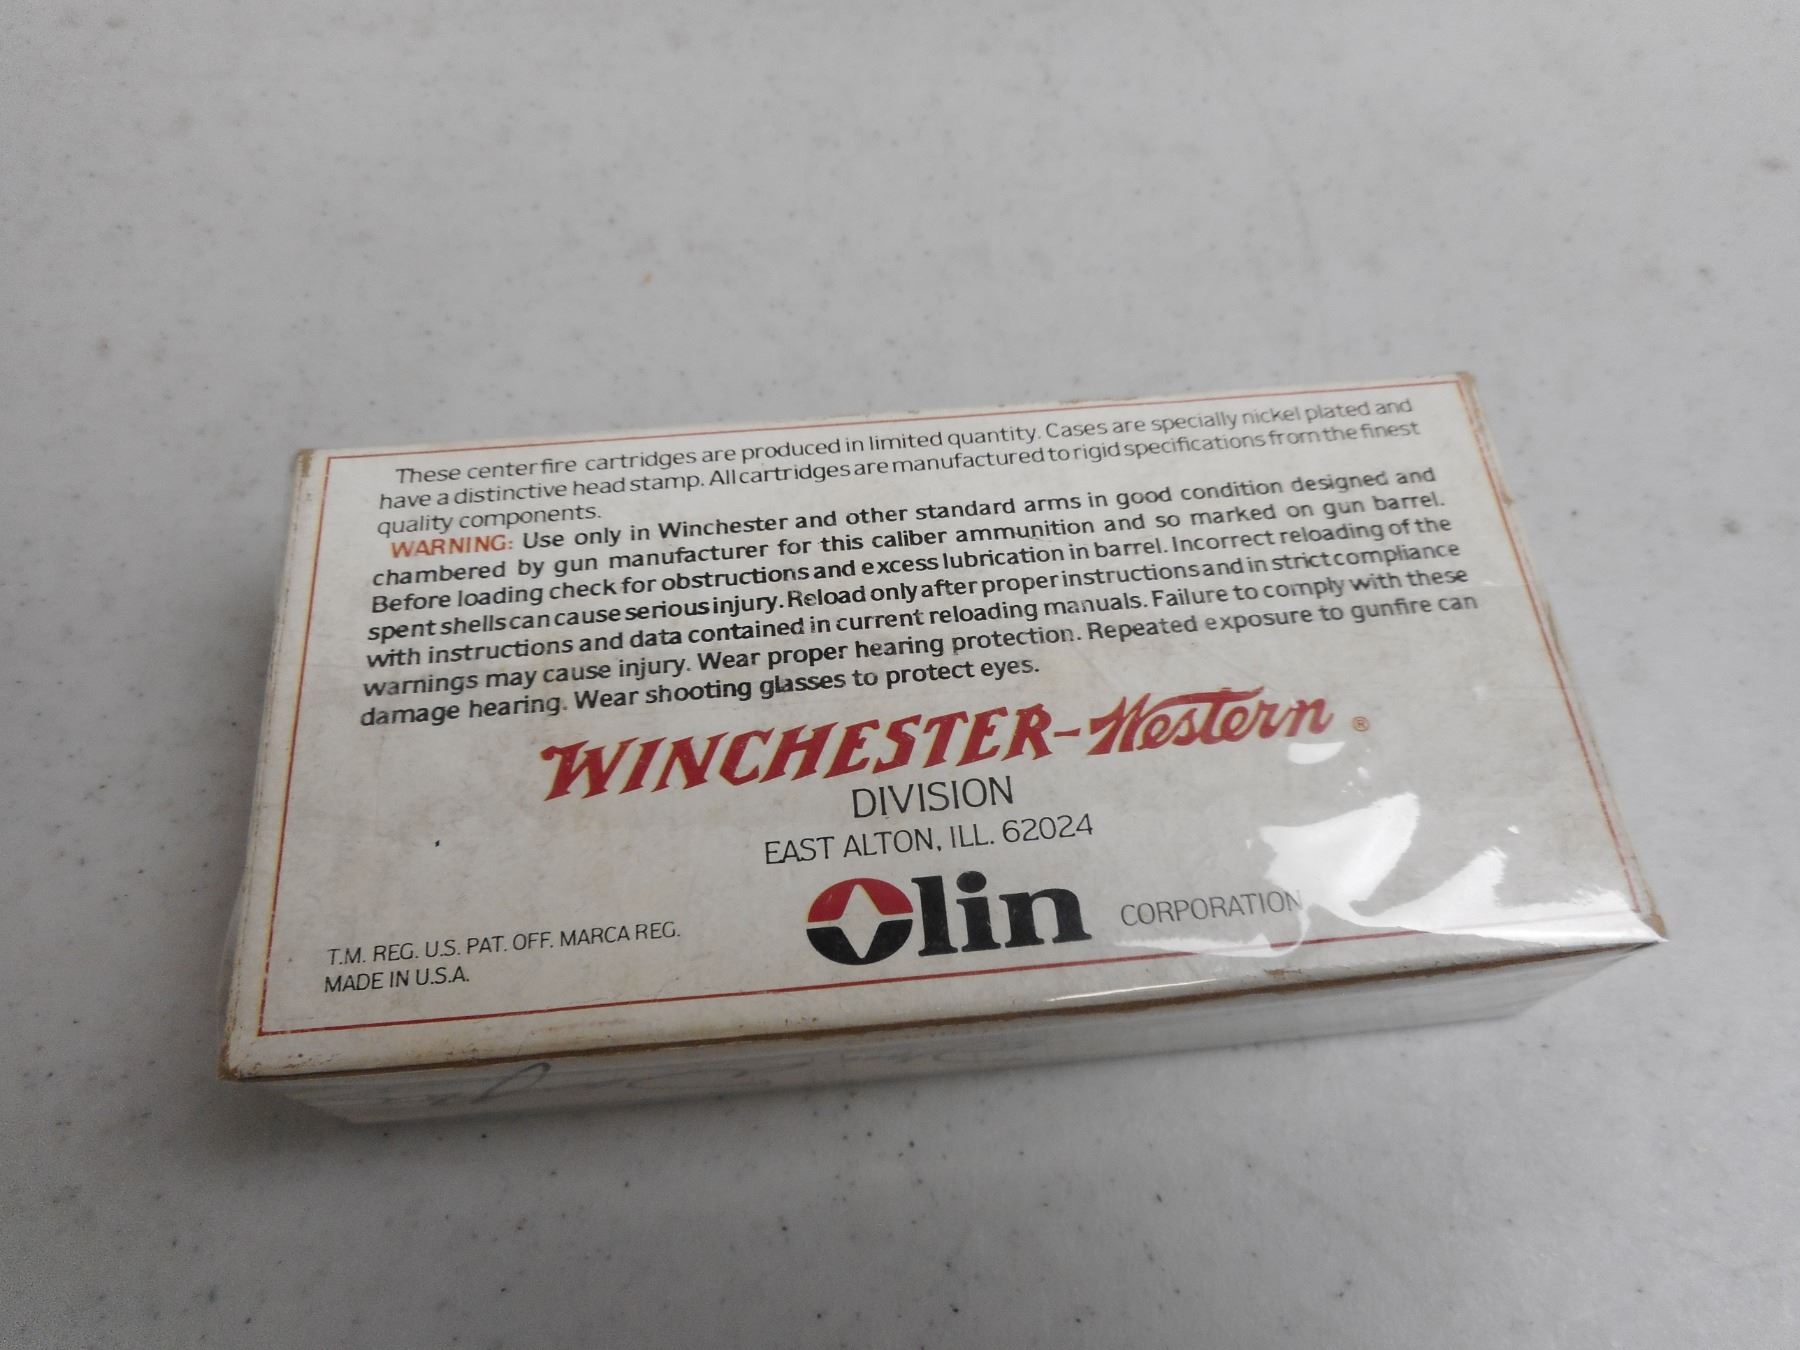 These centerfire cartridges are produced in limited quantity. Cases are specially nickel plated and
have a distinctive head stamp. All cartridges are manufactured to rigid specifications from the finest
quality components.
WARNING: Use only in Winchester and other standard arms in good condition designed and
chambered by gun manufacturer for this caliber ammunition and so marked on gun barrel.
Before loading check for obstructions and excess lubrication in barrel. Incorrect reloading of the
spent shells can cause serious injury. Reload only after proper instructions and in strict compliance
with instructions and data contained in current reloading manuals. Failure to comply with these
warnings may cause injury. Wear proper hearing protection. Repeated exposure to gunfire can
damage hearing. Wear shooting glasses to protect eyes.
WINCHESTER-Western ®
DIVISION
EAST ALTON, ILL. 62024
Olin CORPORATION
T.M. REG. U.S. PAT. OFF. MARCA REG.
MADE IN U.S.A.